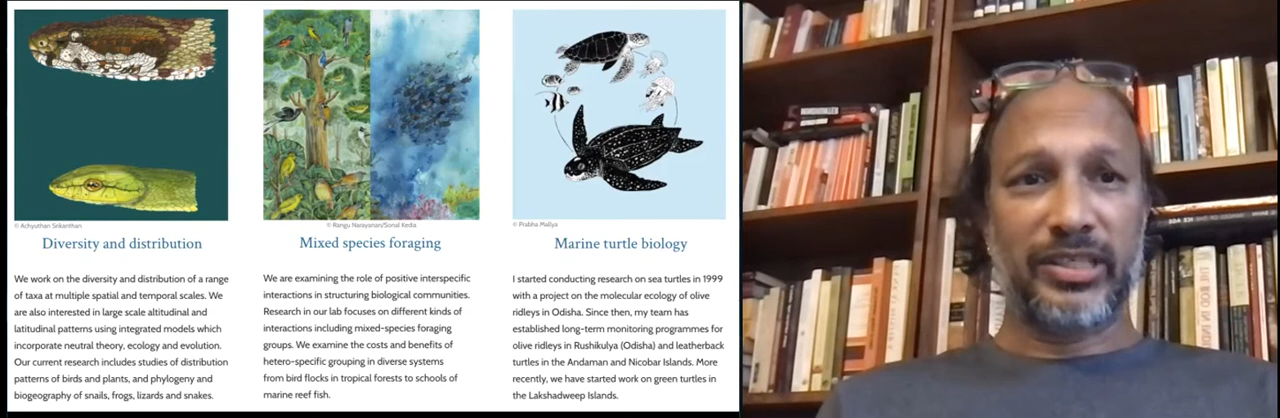 © Achyuthan Srikanthan
Diversity and distribution
We work on the diversity and distribution of a range
of taxa at multiple spatial and temporal scales. We
are also interested in large scale altitudinal and
latitudinal patterns using integrated models which
incorporate neutral theory, ecology and evolution.
Our current research includes studies of distribution
patterns of birds and plants, and phylogeny and
biogeography of snails, frogs, lizards and snakes.
© Rangu Narayanan/Sonal Kedia
Mixed species foraging
We are examining the role of positive interspecific
interactions in structuring biological communities.
Research in our lab focuses on different kinds of
interactions including mixed-species foraging
groups. We examine the costs and benefits of
hetero-specific grouping in diverse systems
from bird flocks in tropical forests to schools of
marine reef fish.
© Prabha Mallya
Marine turtle biology
I started conducting research on sea turtles in 1999
with a project on the molecular ecology of olive
ridleys in Odisha. Since then, my team has
established long-term monitoring programmes for
olive ridleys in Rushikulya (Odisha) and leatherback
turtles in the Andaman and Nicobar Islands. More
recently, we have started work on green turtles in
the Lakshadweep Islands.